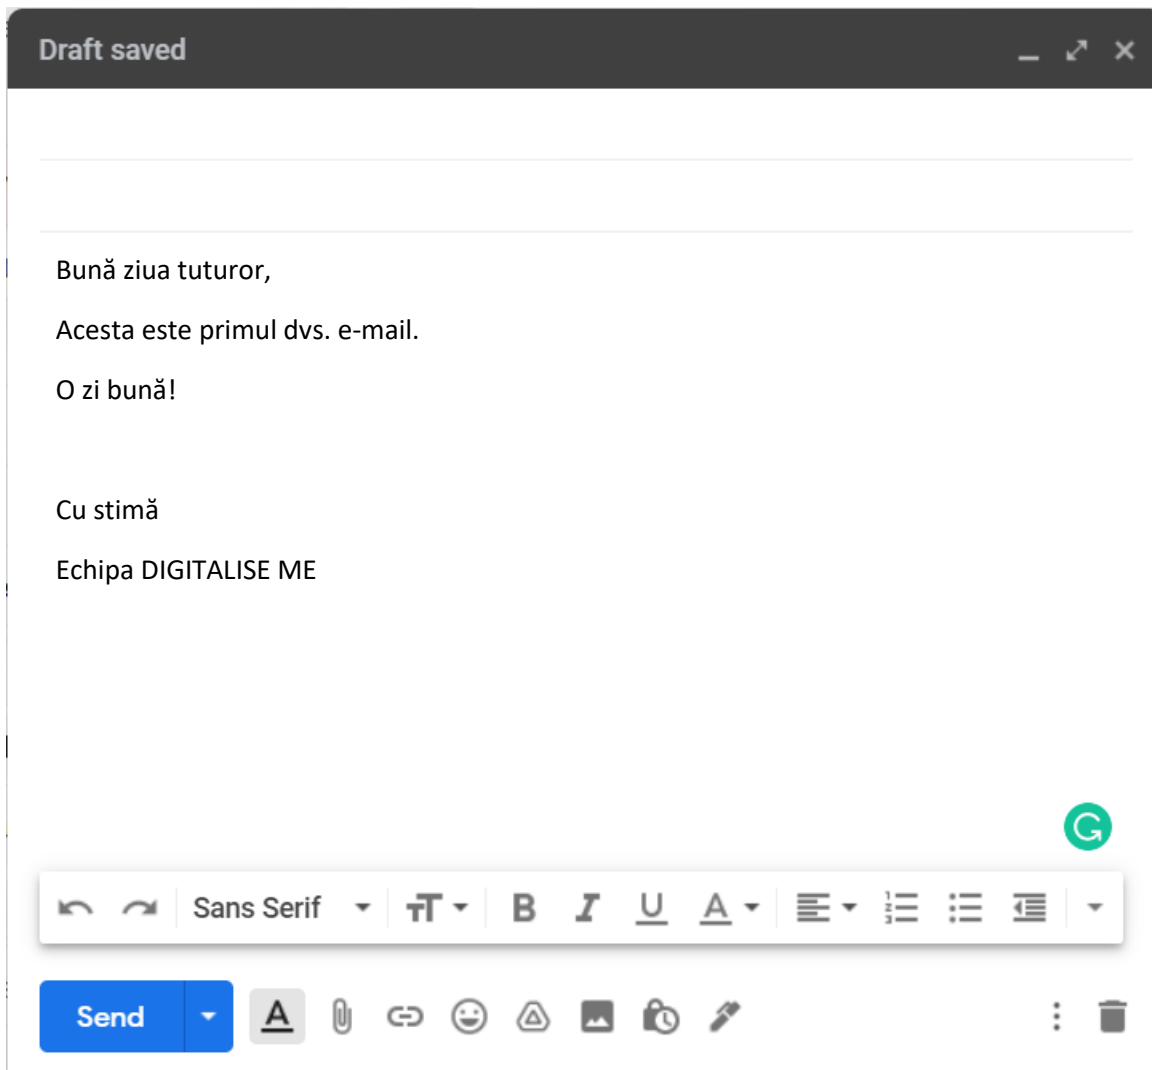 Draft saved
Bună ziua tuturor,
Acesta este primul dvs. e-mail.
O zi bună!
Cu stimă
Echipa DIGITALISE ME
Sans Serif
Send